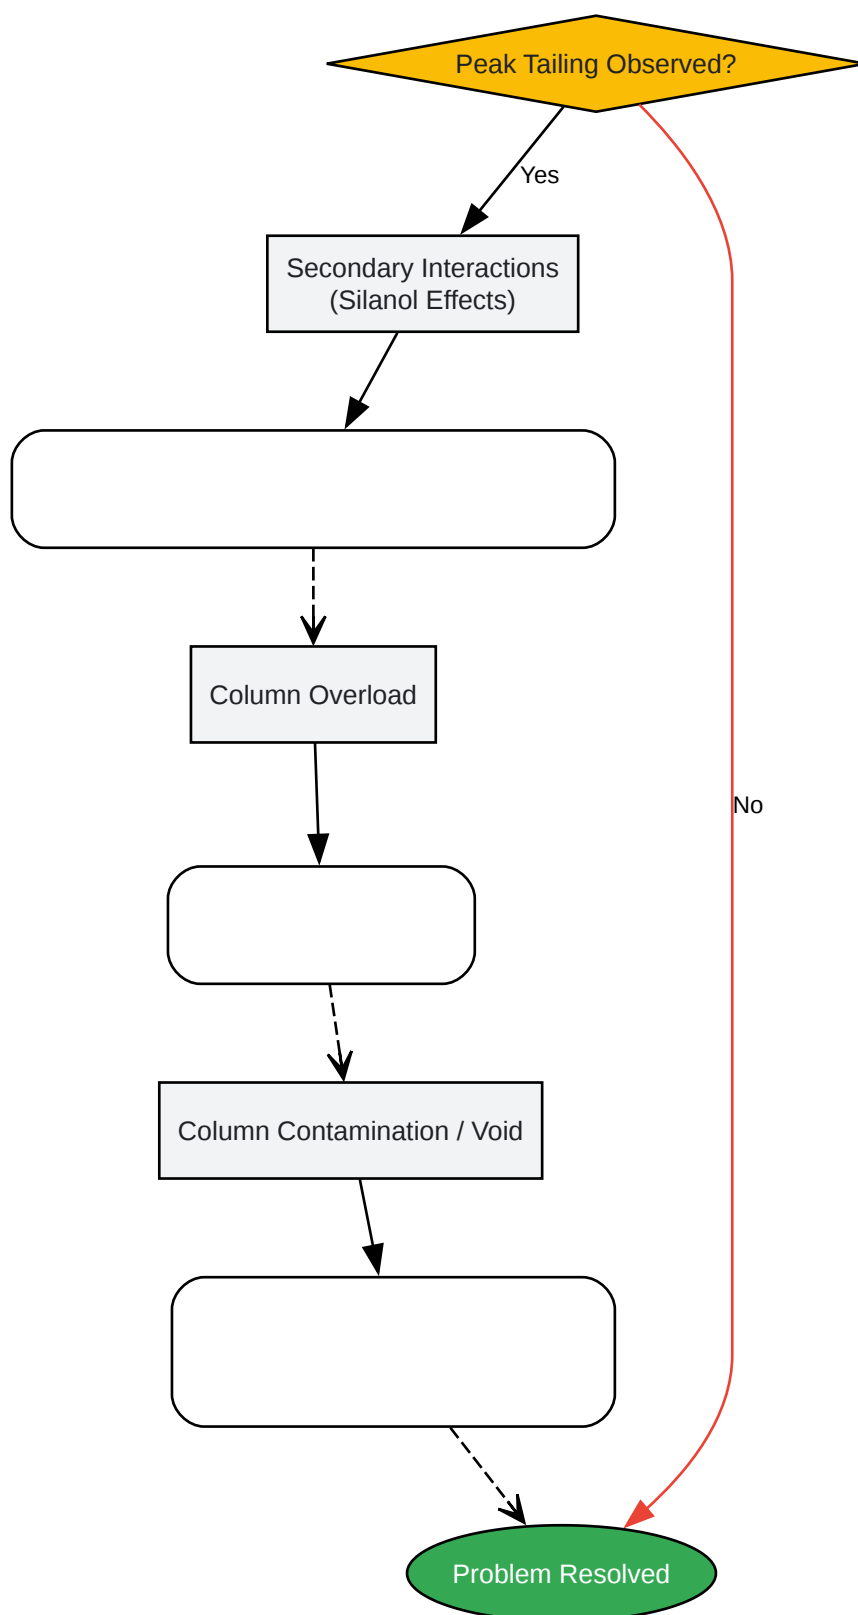 Peak Tailing Observed?
Yes
Secondary Interactions
(Silanol Effects)
Column Overload
No
Column Contamination / Void
Problem Resolved